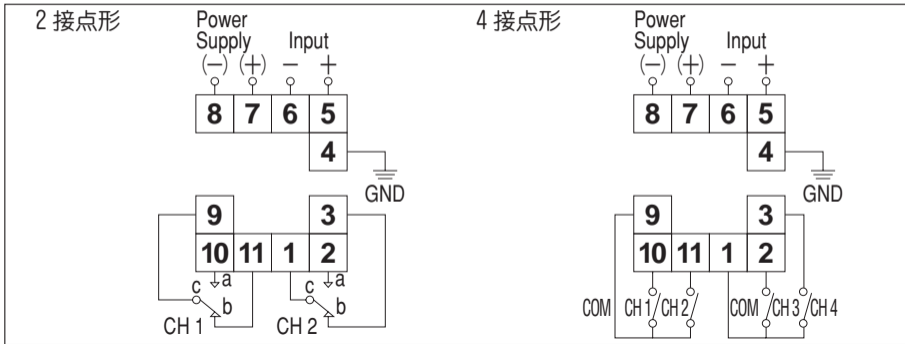 2 接点形
Power
Supply Input
(−) (+) − +
8 7 6 5
4
GND
9 3
10 11 1 2
a a
c c
b b
CH 1 CH 2
4 接点形
Power
Supply Input
(−) (+) − +
8 7 6 5
4
GND
9 3
10 11 1 2
COM CH 1 CH 2 COM CH 3 CH 4